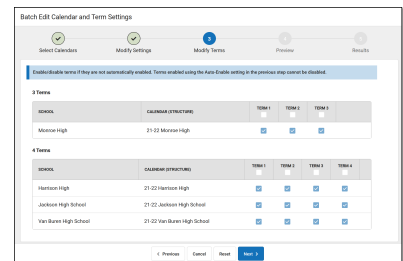 Batch Edit Calendar and Term Settings
3
4
5
Select Calendars
Modify Settings
Modify Terms
Preview
Results
Enable/disable terms if they are not automatically enabled. Terms enabled using the Auto-Enable setting in the previous step cannot be disabled.
3 Terms
SCHOOL CALENDAR (STRUCTURE) TERM 1 TERM 2 TERM 3
Monroe High 21-22 Monroe High
4 Terms
SCHOOL CALENDAR (STRUCTURE) TERM 1 TERM 2 TERM 3 TERM 4
Harrison High 21-22 Harrison High
Jackson High School 21-22 Jackson High School
Van Buren High School 21-22 Van Buren High School
< Previous Cancel Reset Next >